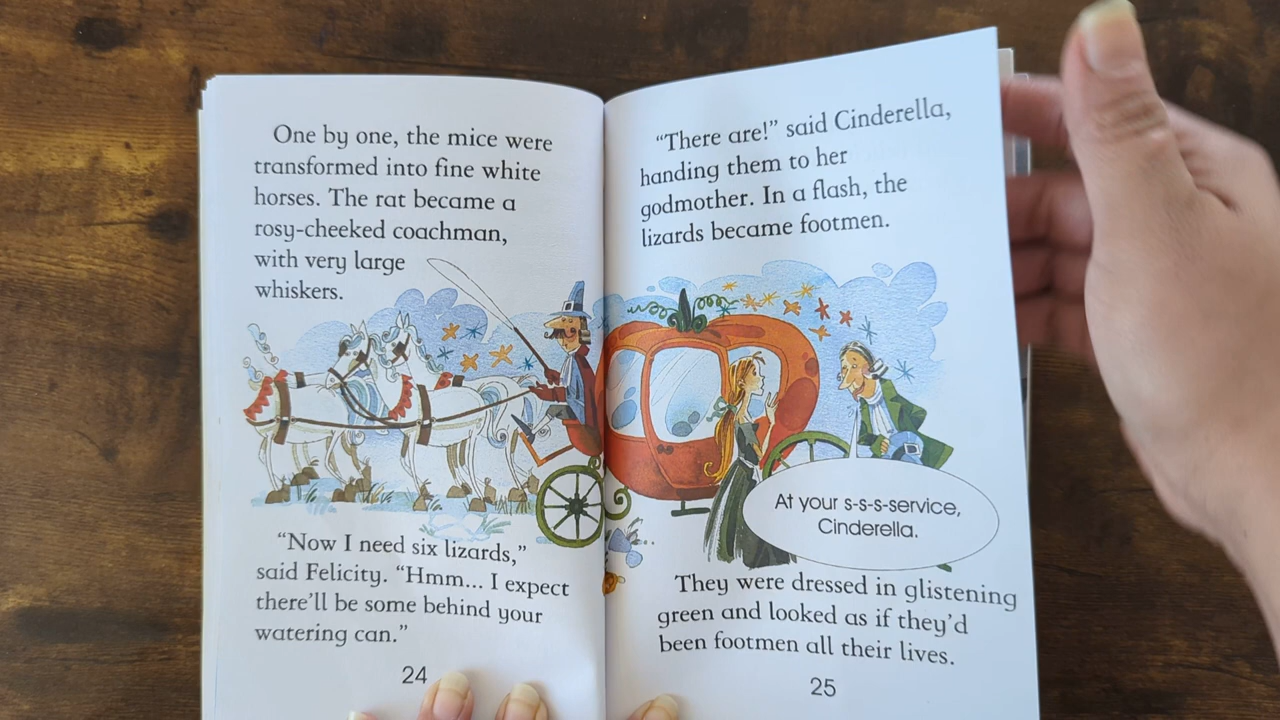 One by one, the mice were
transformed into fine white
horses. The rat became a
rosy-cheeked coachman,
with very large
whiskers.
“Now I need six lizards,”
said Felicity. “Hmm... I expect
there’ll be some behind your
watering can.”
24
“There are!” said Cinderella,
handing them to her
godmother. In a flash, the
lizards became footmen.
At your s-s-s-service,
Cinderella.
They were dressed in glistening
green and looked as if they’d
been footmen all their lives.
25